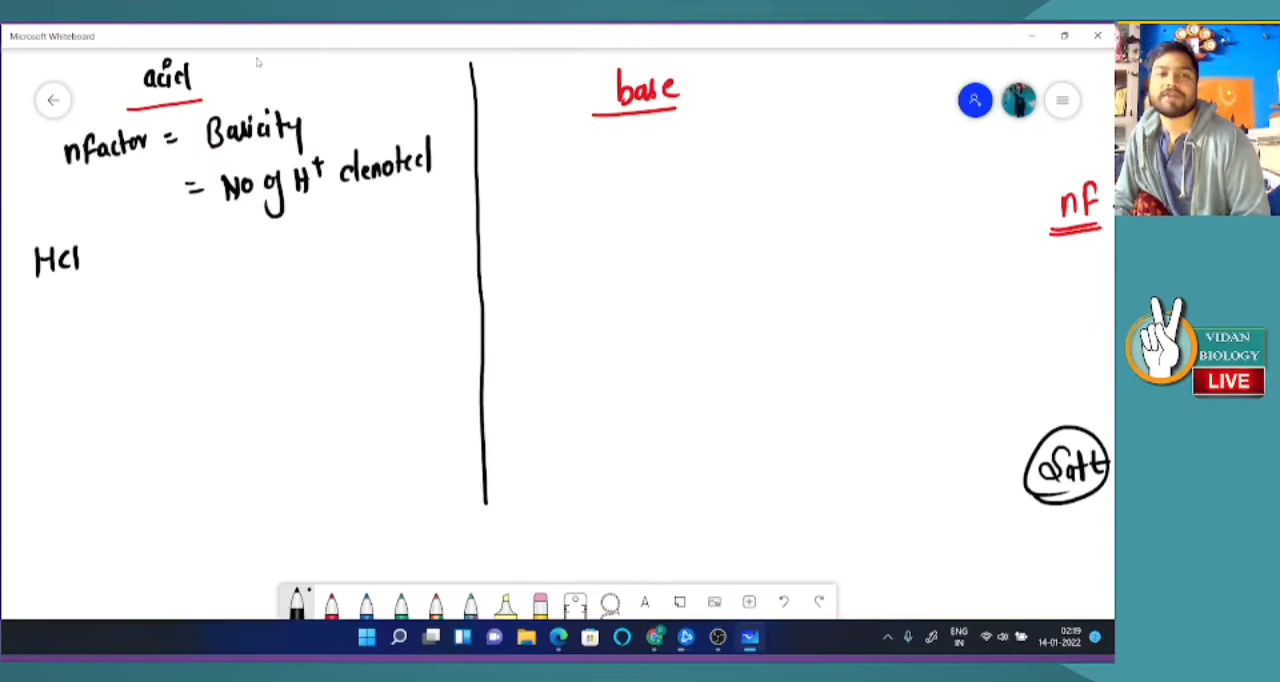 Microsoft Whiteboard
acid
nfactor = Basicity
= No of H+ denoted
HCl
base
nf
Salt
VIDAN
BIOLOGY
LIVE
A
ENG
IN
02:19
14-01-2022